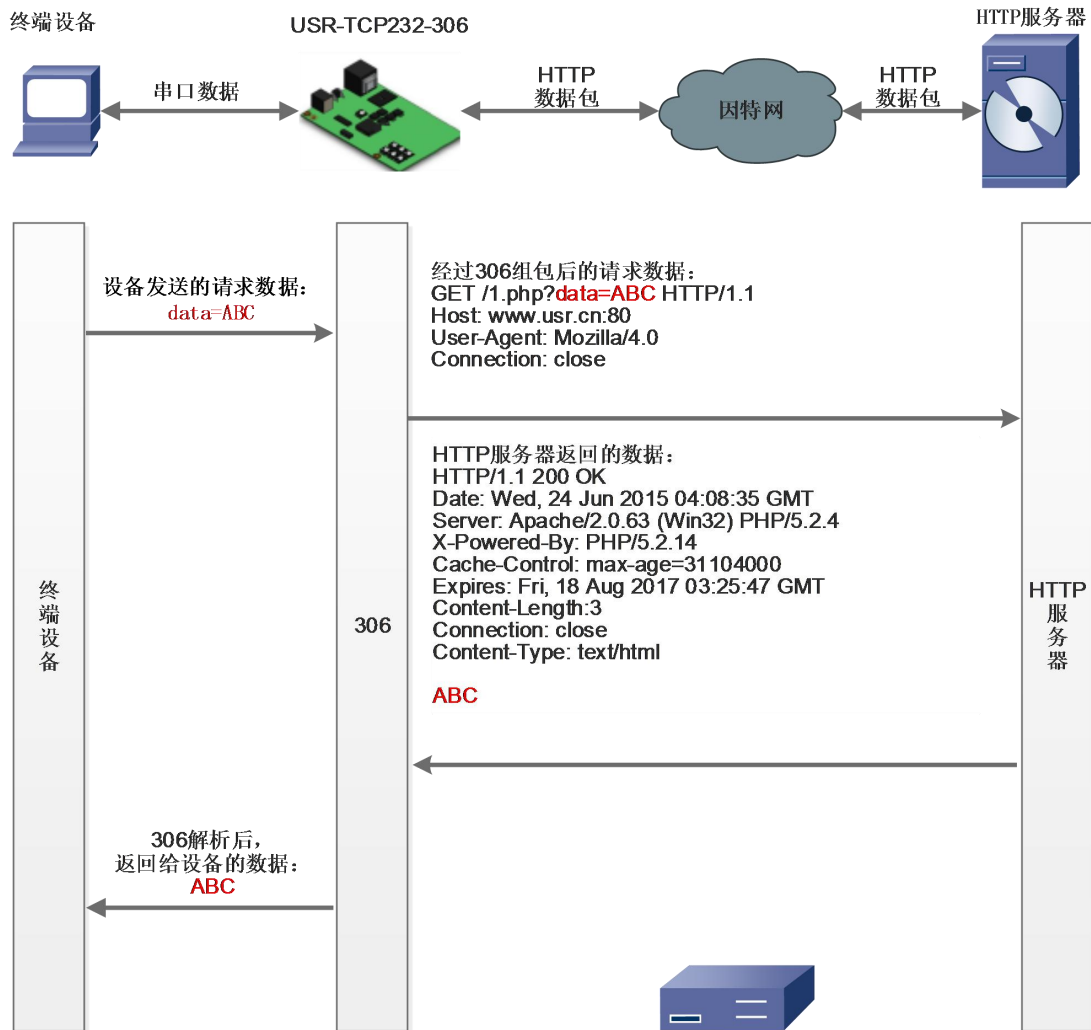 终端设备
USR-TCP232-306
HTTP服务器
串口数据
HTTP
数据包
因特网
HTTP
数据包
设备发送的请求数据：
data=ABC
经过306组包后的请求数据：
GET /1.php?data=ABC HTTP/1.1
Host: www.usr.cn:80
User-Agent: Mozilla/4.0
Connection: close
HTTP服务器返回的数据：
HTTP/1.1 200 OK
Date: Wed, 24 Jun 2015 04:08:35 GMT
Server: Apache/2.0.63 (Win32) PHP/5.2.4
X-Powered-By: PHP/5.2.14
Cache-Control: max-age=31104000
Expires: Fri, 18 Aug 2017 03:25:47 GMT
Content-Length:3
Connection: close
Content-Type: text/html
ABC
终端设备
306
HTTP
服务器
306解析后，
返回给设备的数据：
ABC